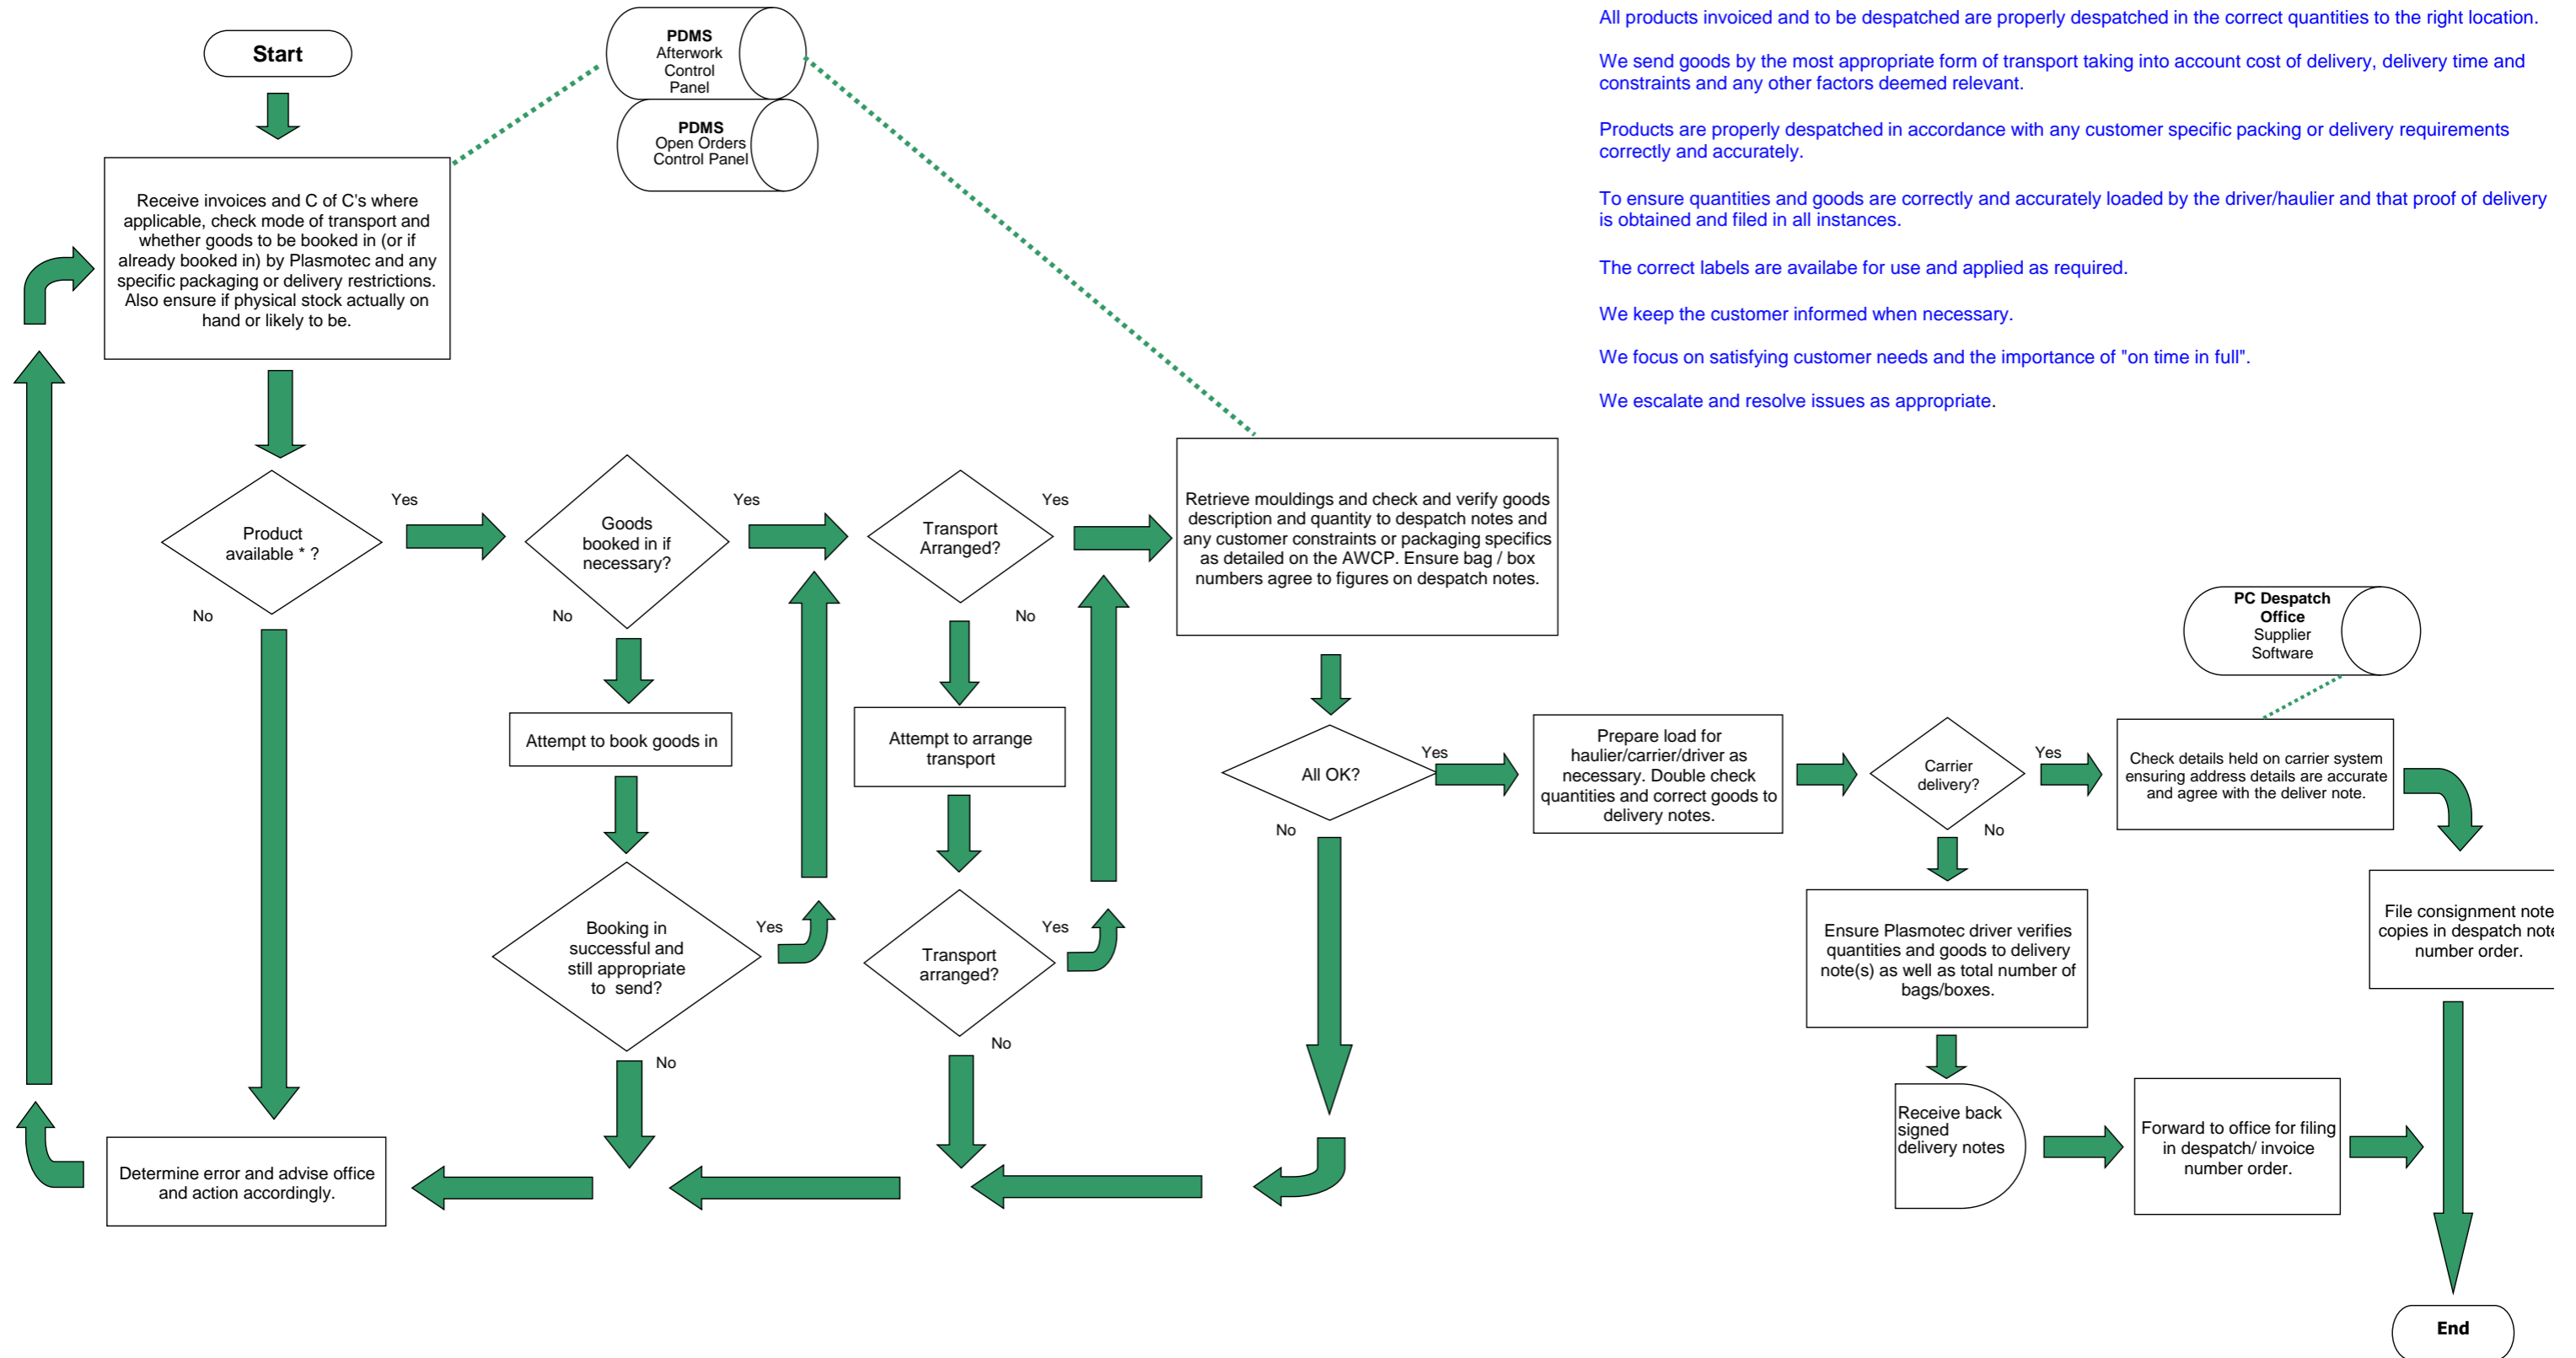 Start
PDMS
Afterwork
Control
Panel
PDMS
Open Orders
Control Panel
All products invoiced and to be despatched are properly despatched in the correct quantities to the right location.
We send goods by the most appropriate form of transport taking into account cost of delivery, delivery time and
constraints and any other factors deemed relevant.
Products are properly despatched in accordance with any customer specific packing or delivery requirements
correctly and accurately.
To ensure quantities and goods are correctly and accurately loaded by the driver/haulier and that proof of delivery
is obtained and filed in all instances.
The correct labels are availabe for use and applied as required.
We keep the customer informed when necessary.
We focus on satisfying customer needs and the importance of "on time in full".
We escalate and resolve issues as appropriate.
Receive invoices and C of C's where
applicable, check mode of transport and
whether goods to be booked in (or if
already booked in) by Plasmotec and any
specific packaging or delivery restrictions.
Also ensure if physical stock actually on
hand or likely to be.
Product
available * ?
Yes
No
Goods
booked in if
necessary?
Yes
No
Transport
Arranged?
Yes
No
Retrieve mouldings and check and verify goods
description and quantity to despatch notes and
any customer constraints or packaging specifics
as detailed on the AWCP. Ensure bag / box
numbers agree to figures on despatch notes.
Attempt to book goods in
Attempt to arrange
transport
Booking in
successful and
still appropriate
to send?
Yes
No
Transport
arranged?
Yes
No
All OK?
Yes
No
Prepare load for
haulier/carrier/driver as
necessary. Double check
quantities and correct goods to
delivery notes.
Carrier
delivery?
Yes
No
PC Despatch
Office
Supplier
Software
Check details held on carrier system
ensuring address details are accurate
and agree with the deliver note.
File consignment note
copies in despatch note
number order.
Ensure Plasmotec driver verifies
quantities and goods to delivery
note(s) as well as total number of
bags/boxes.
Receive back
signed
delivery notes
Forward to office for filing
in despatch/ invoice
number order.
Determine error and advise office
and action accordingly.
End